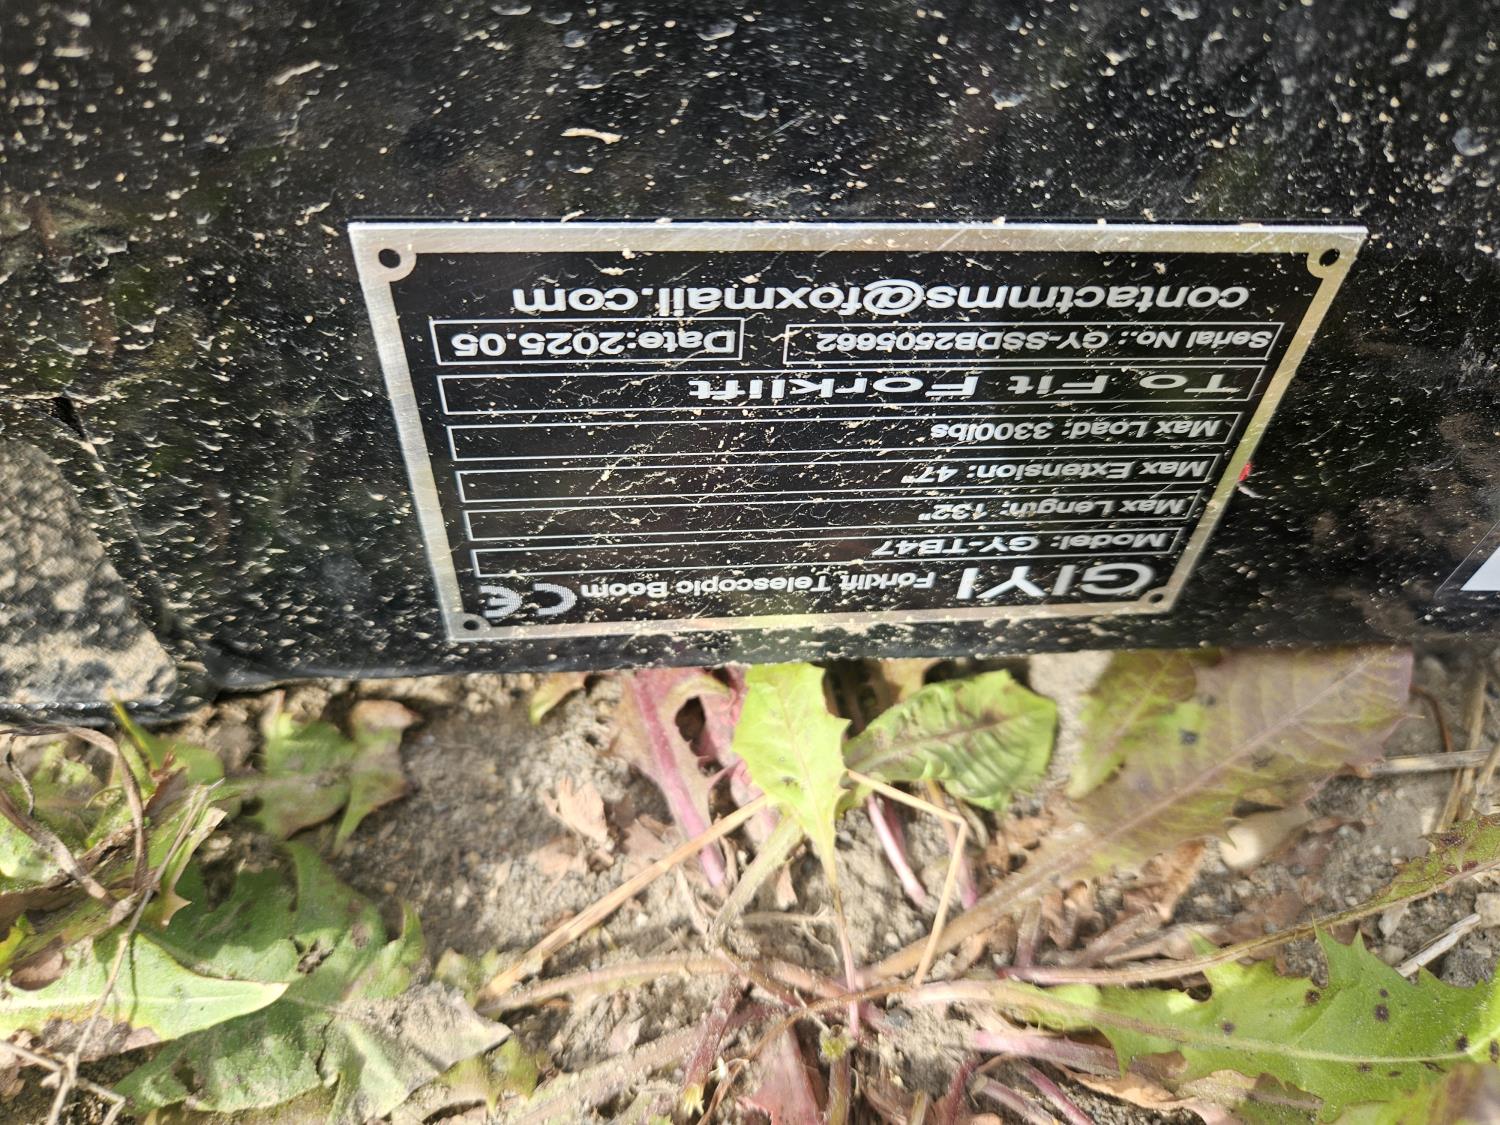 GIYI Forklift Telescopic Boom CE
Model: GY-TB47
Max Length: 132"
Max Extension: 47"
Max Load: 3300lbs
To Fit Forklift
Serial No.: GY-SSDB2505662 Date:2025.05
contactmms@foxmail.com